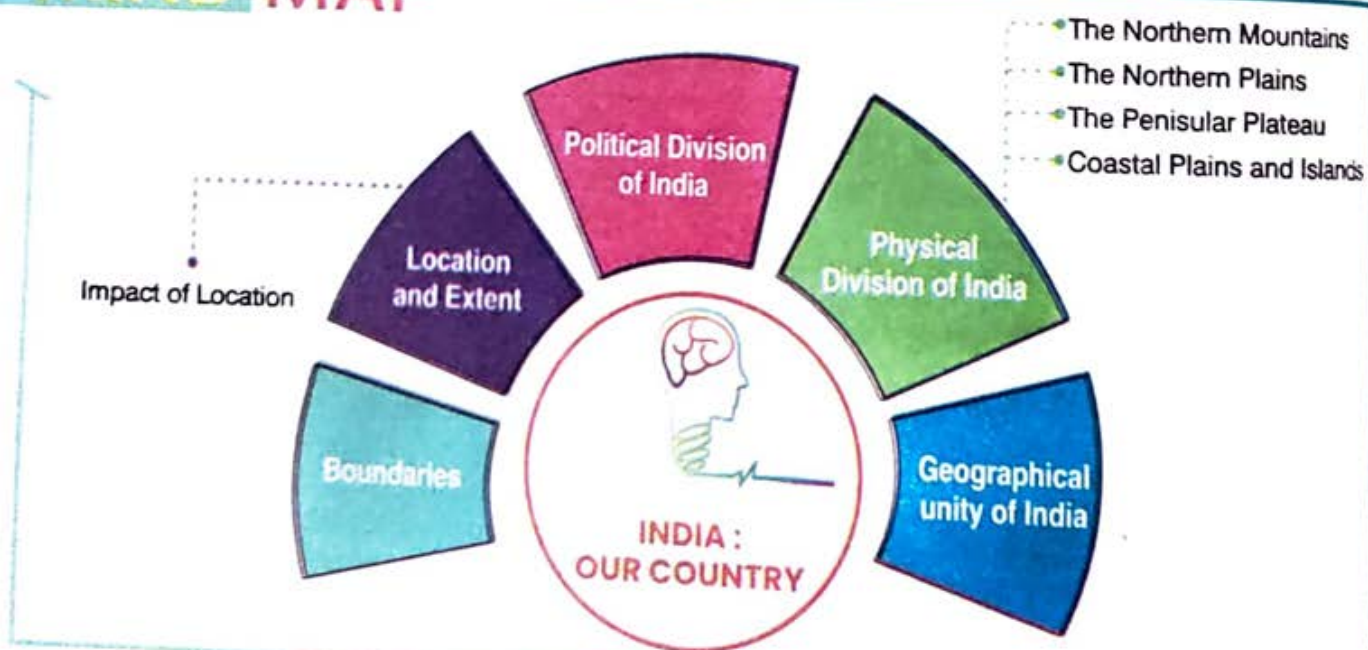 MAP
The Northern Mountains
The Northern Plains
The Penisular Plateau
Coastal Plains and Islands
Political Division
of India
Physical
Division of India
Location
and Extent
Impact of Location
Boundaries
Geographical
unity of India
INDIA :
OUR COUNTRY